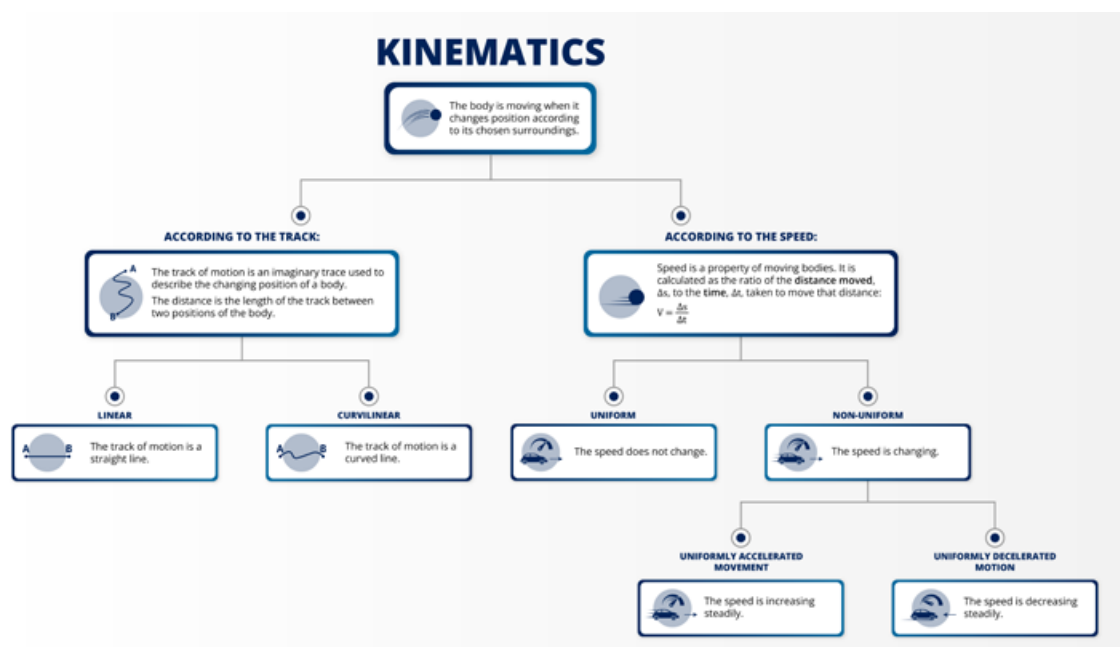 KINEMATICS
The body is moving when it
changes position according
to its chosen surroundings.
ACCORDING TO THE TRACK:
A
B
The track of motion is an imaginary trace used to
describe the changing position of a body.
The distance is the length of the track between
two positions of the body.
ACCORDING TO THE SPEED:
Speed is a property of moving bodies. It is
calculated as the ratio of the distance moved,
Δs, to the time, Δt, taken to move that distance:
V = Δs/Δt
LINEAR
A B
The track of motion is a
straight line.
CURVILINEAR
A B
The track of motion is a
curved line.
UNIFORM
The speed does not change.
NON-UNIFORM
The speed is changing.
UNIFORMLY ACCELERATED
MOVEMENT
The speed is increasing
steadily.
UNIFORMLY DECELERATED
MOTION
The speed is decreasing
steadily.